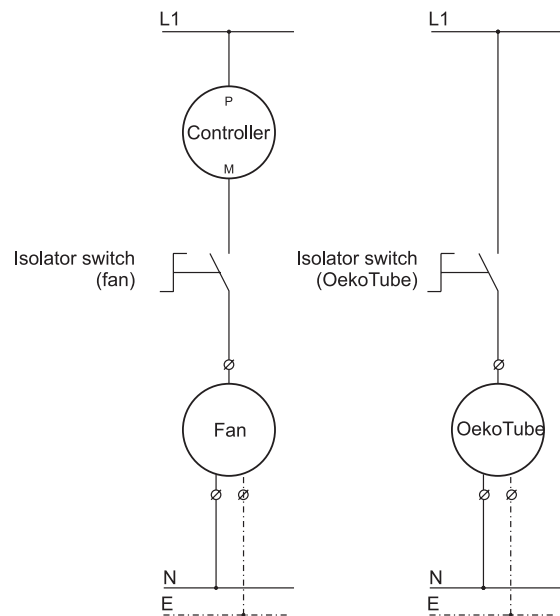 L1
P
Controller
M
Isolator switch
(fan)
Fan
N
E
L1
Isolator switch
(OekoTube)
OekoTube
N
E